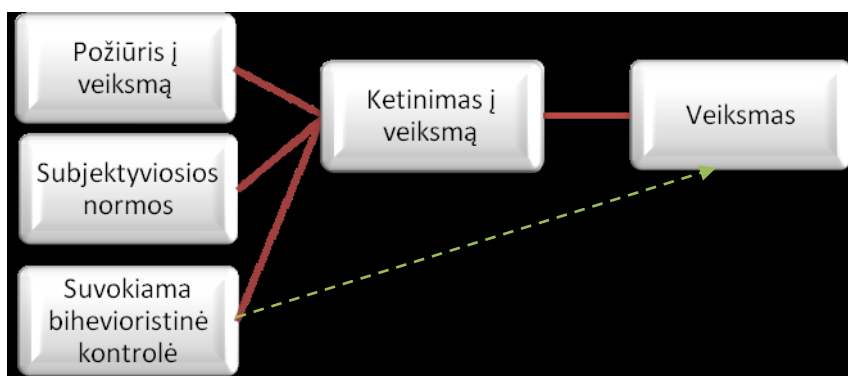 Požiūris į
veiksmą
Subjektyviosios
normos
Suvokiama
bihevioristinė
kontrolė
Ketinimas į
veiksmą
Veiksmas